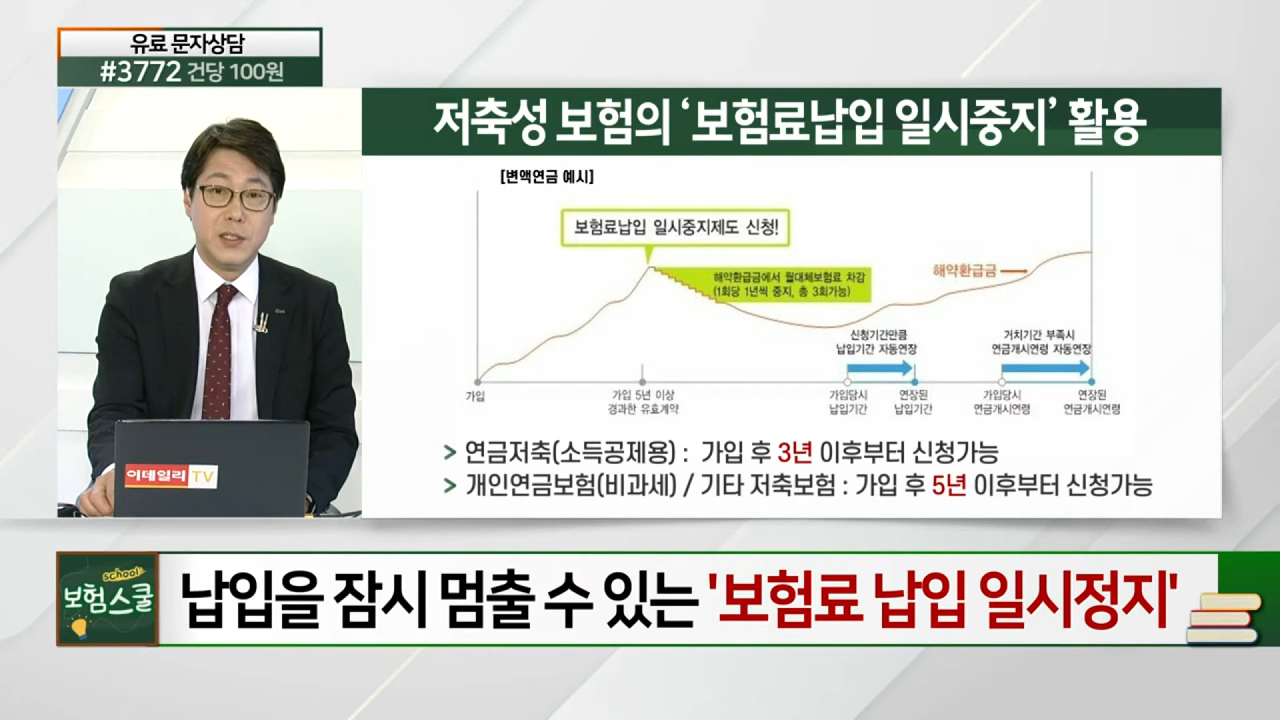 유료 문자상담
#3772 건당 100원
저축성 보험의 ‘보험료납입 일시중지’ 활용
[변액연금 예시]
보험료납입 일시중지제도 신청!
해약환급금에서 월대체보험료 차감
(1회당 1년씩 중지, 총 3회가능)
해약환급금
신청기간만큼
납입기간 자동연장
거치기간 부족시
연금개시연령 자동연장
가입
가입 5년 이상
경과한 유효계약
가입당시
납입기간
연장된
납입기간
가입당시
연금개시연령
연장된
연금개시연령
> 연금저축(소득공제용) : 가입 후 3년 이후부터 신청가능
> 개인연금보험(비과세) / 기타 저축보험 : 가입 후 5년 이후부터 신청가능
이데일리 TV
school
보험스쿨
납입을 잠시 멈출 수 있는 '보험료 납입 일시정지'